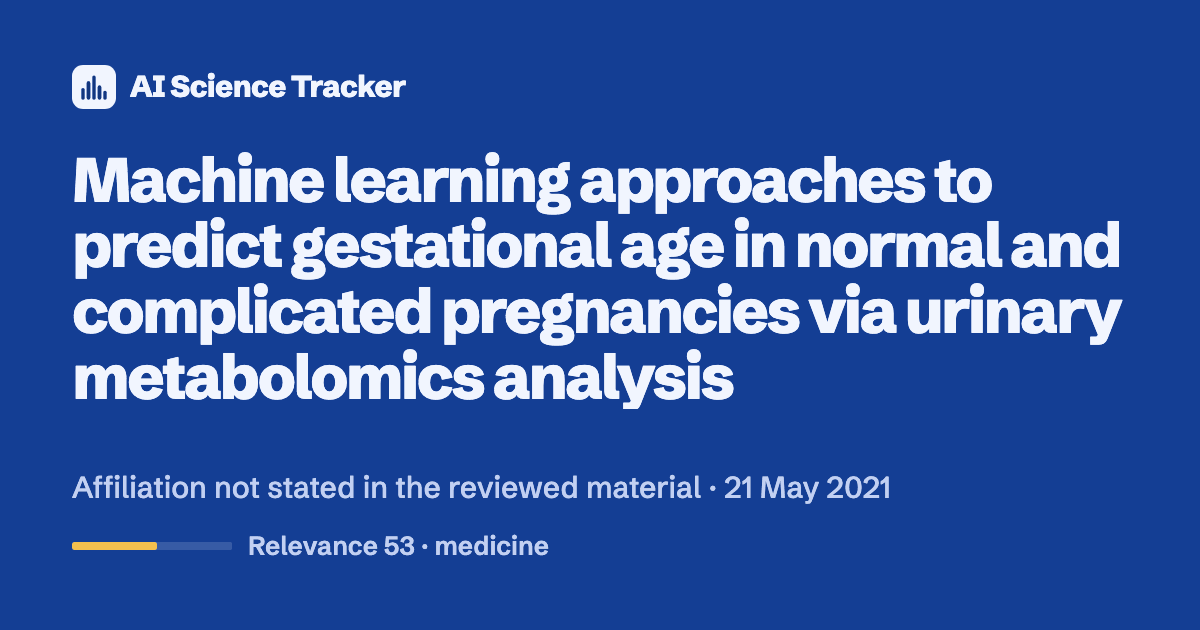 AI Science Tracker
Machine learning approaches to
predict gestational age in normal and
complicated pregnancies via urinary
metabolomics analysis
Affiliation not stated in the reviewed material · 21 May 2021
Relevance 53 · medicine